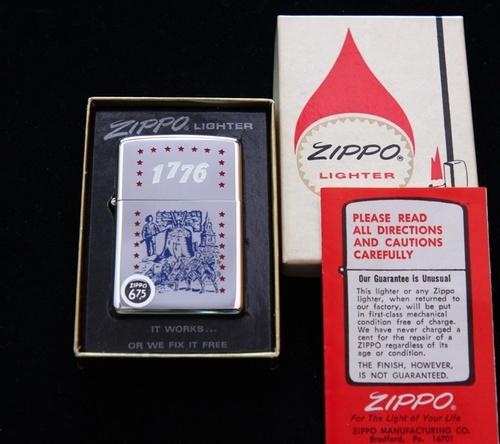 ZIPPO® LIGHTER
1776
ZIPPO
675
IT WORKS...
OR WE FIX IT FREE
ZIPPO®
LIGHTER
PLEASE READ
ALL DIRECTIONS
AND CAUTIONS
CAREFULLY
Our Guarantee is Unusual
This lighter or any Zippo
lighter, when returned to
our factory, will be put
in first-class mechanical
condition free of charge.
We have never charged a
cent for the repair of a
ZIPPO regardless of its
age or condition.
THE FINISH, HOWEVER,
IS NOT GUARANTEED.
ZIPPO®
For The Light of Your Life
ZIPPO MANUFACTURING CO.
Bradford, Pa. 16701